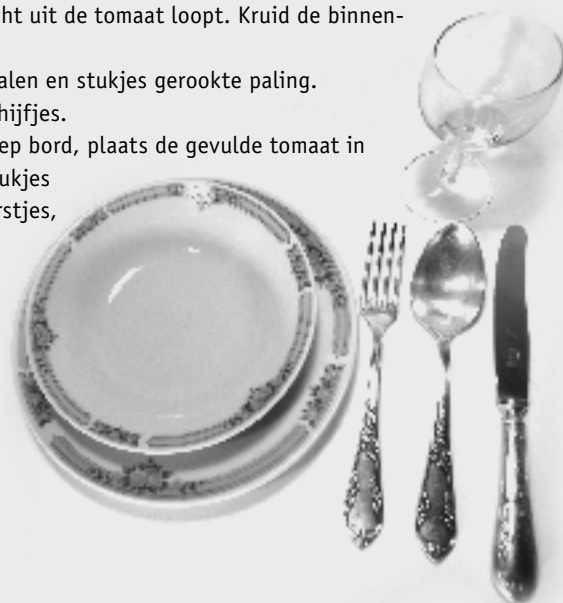 cht uit de tomaat loopt. Kruid de binnen-
alen en stukjes gerookte paling.
hijfjes.
ep bord, plaats de gevulde tomaat in
ukjes
rstjes,